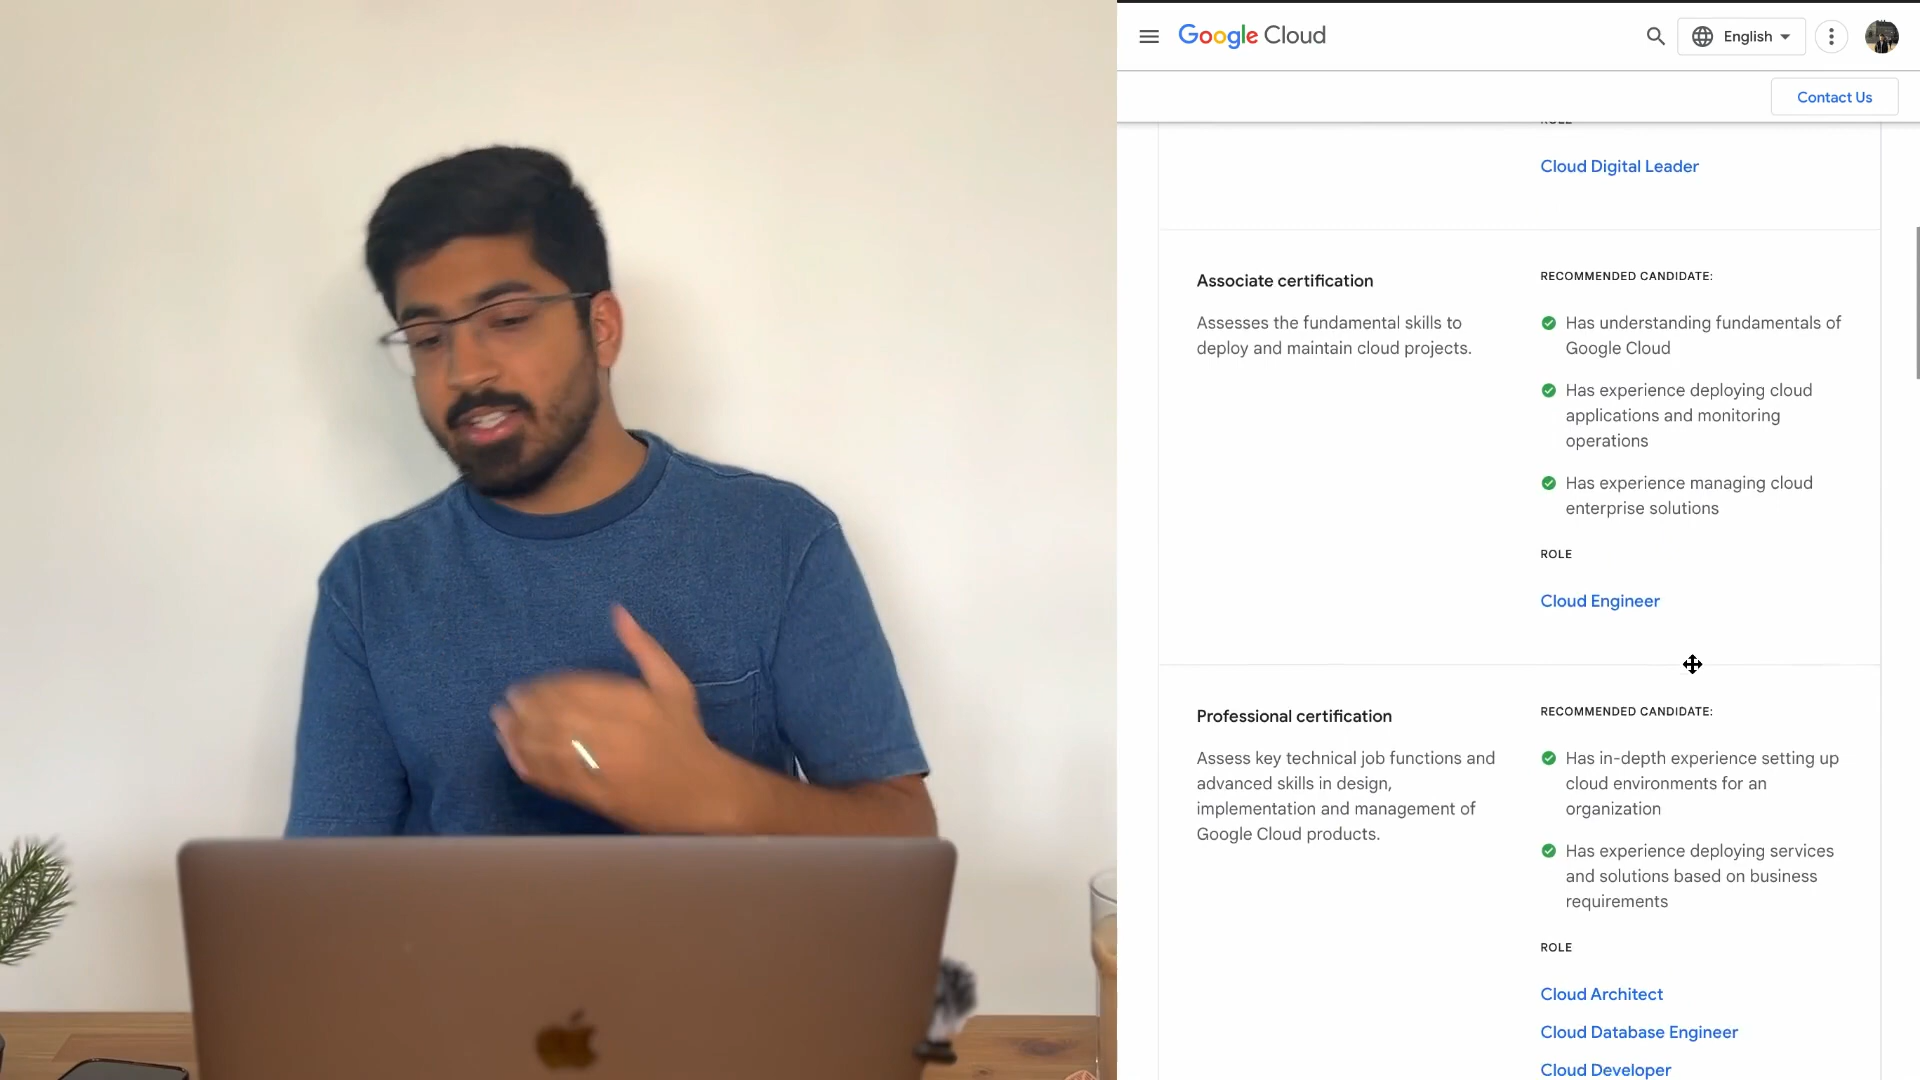 Google Cloud
English
Contact Us
ROLE
Cloud Digital Leader
Associate certification
Assesses the fundamental skills to
deploy and maintain cloud projects.
RECOMMENDED CANDIDATE:
Has understanding fundamentals of
Google Cloud
Has experience deploying cloud
applications and monitoring
operations
Has experience managing cloud
enterprise solutions
ROLE
Cloud Engineer
Professional certification
Assess key technical job functions and
advanced skills in design,
implementation and management of
Google Cloud products.
RECOMMENDED CANDIDATE:
Has in-depth experience setting up
cloud environments for an
organization
Has experience deploying services
and solutions based on business
requirements
ROLE
Cloud Architect
Cloud Database Engineer
Cloud Developer